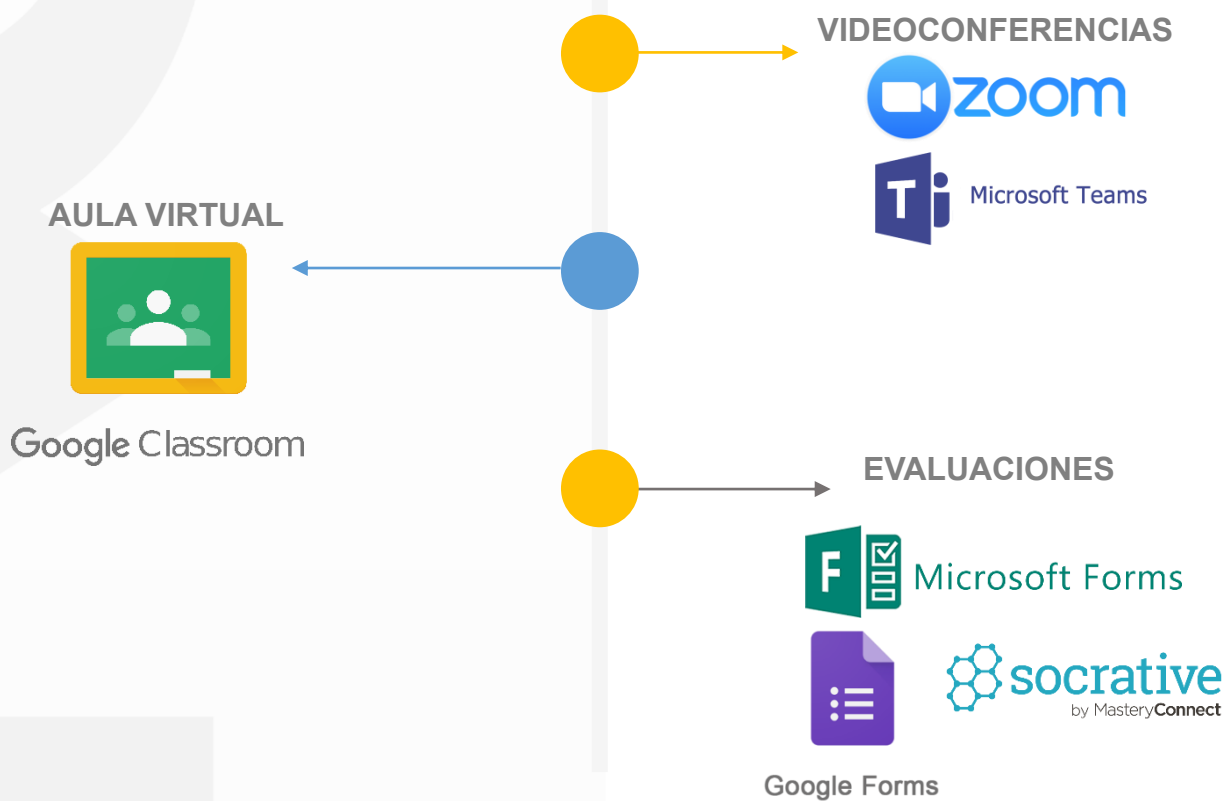 VIDEOCONFERENCIAS
zoom
T
Microsoft Teams
AULA VIRTUAL
Google Classroom
EVALUACIONES
F
Microsoft Forms
socrative
by MasteryConnect
Google Forms